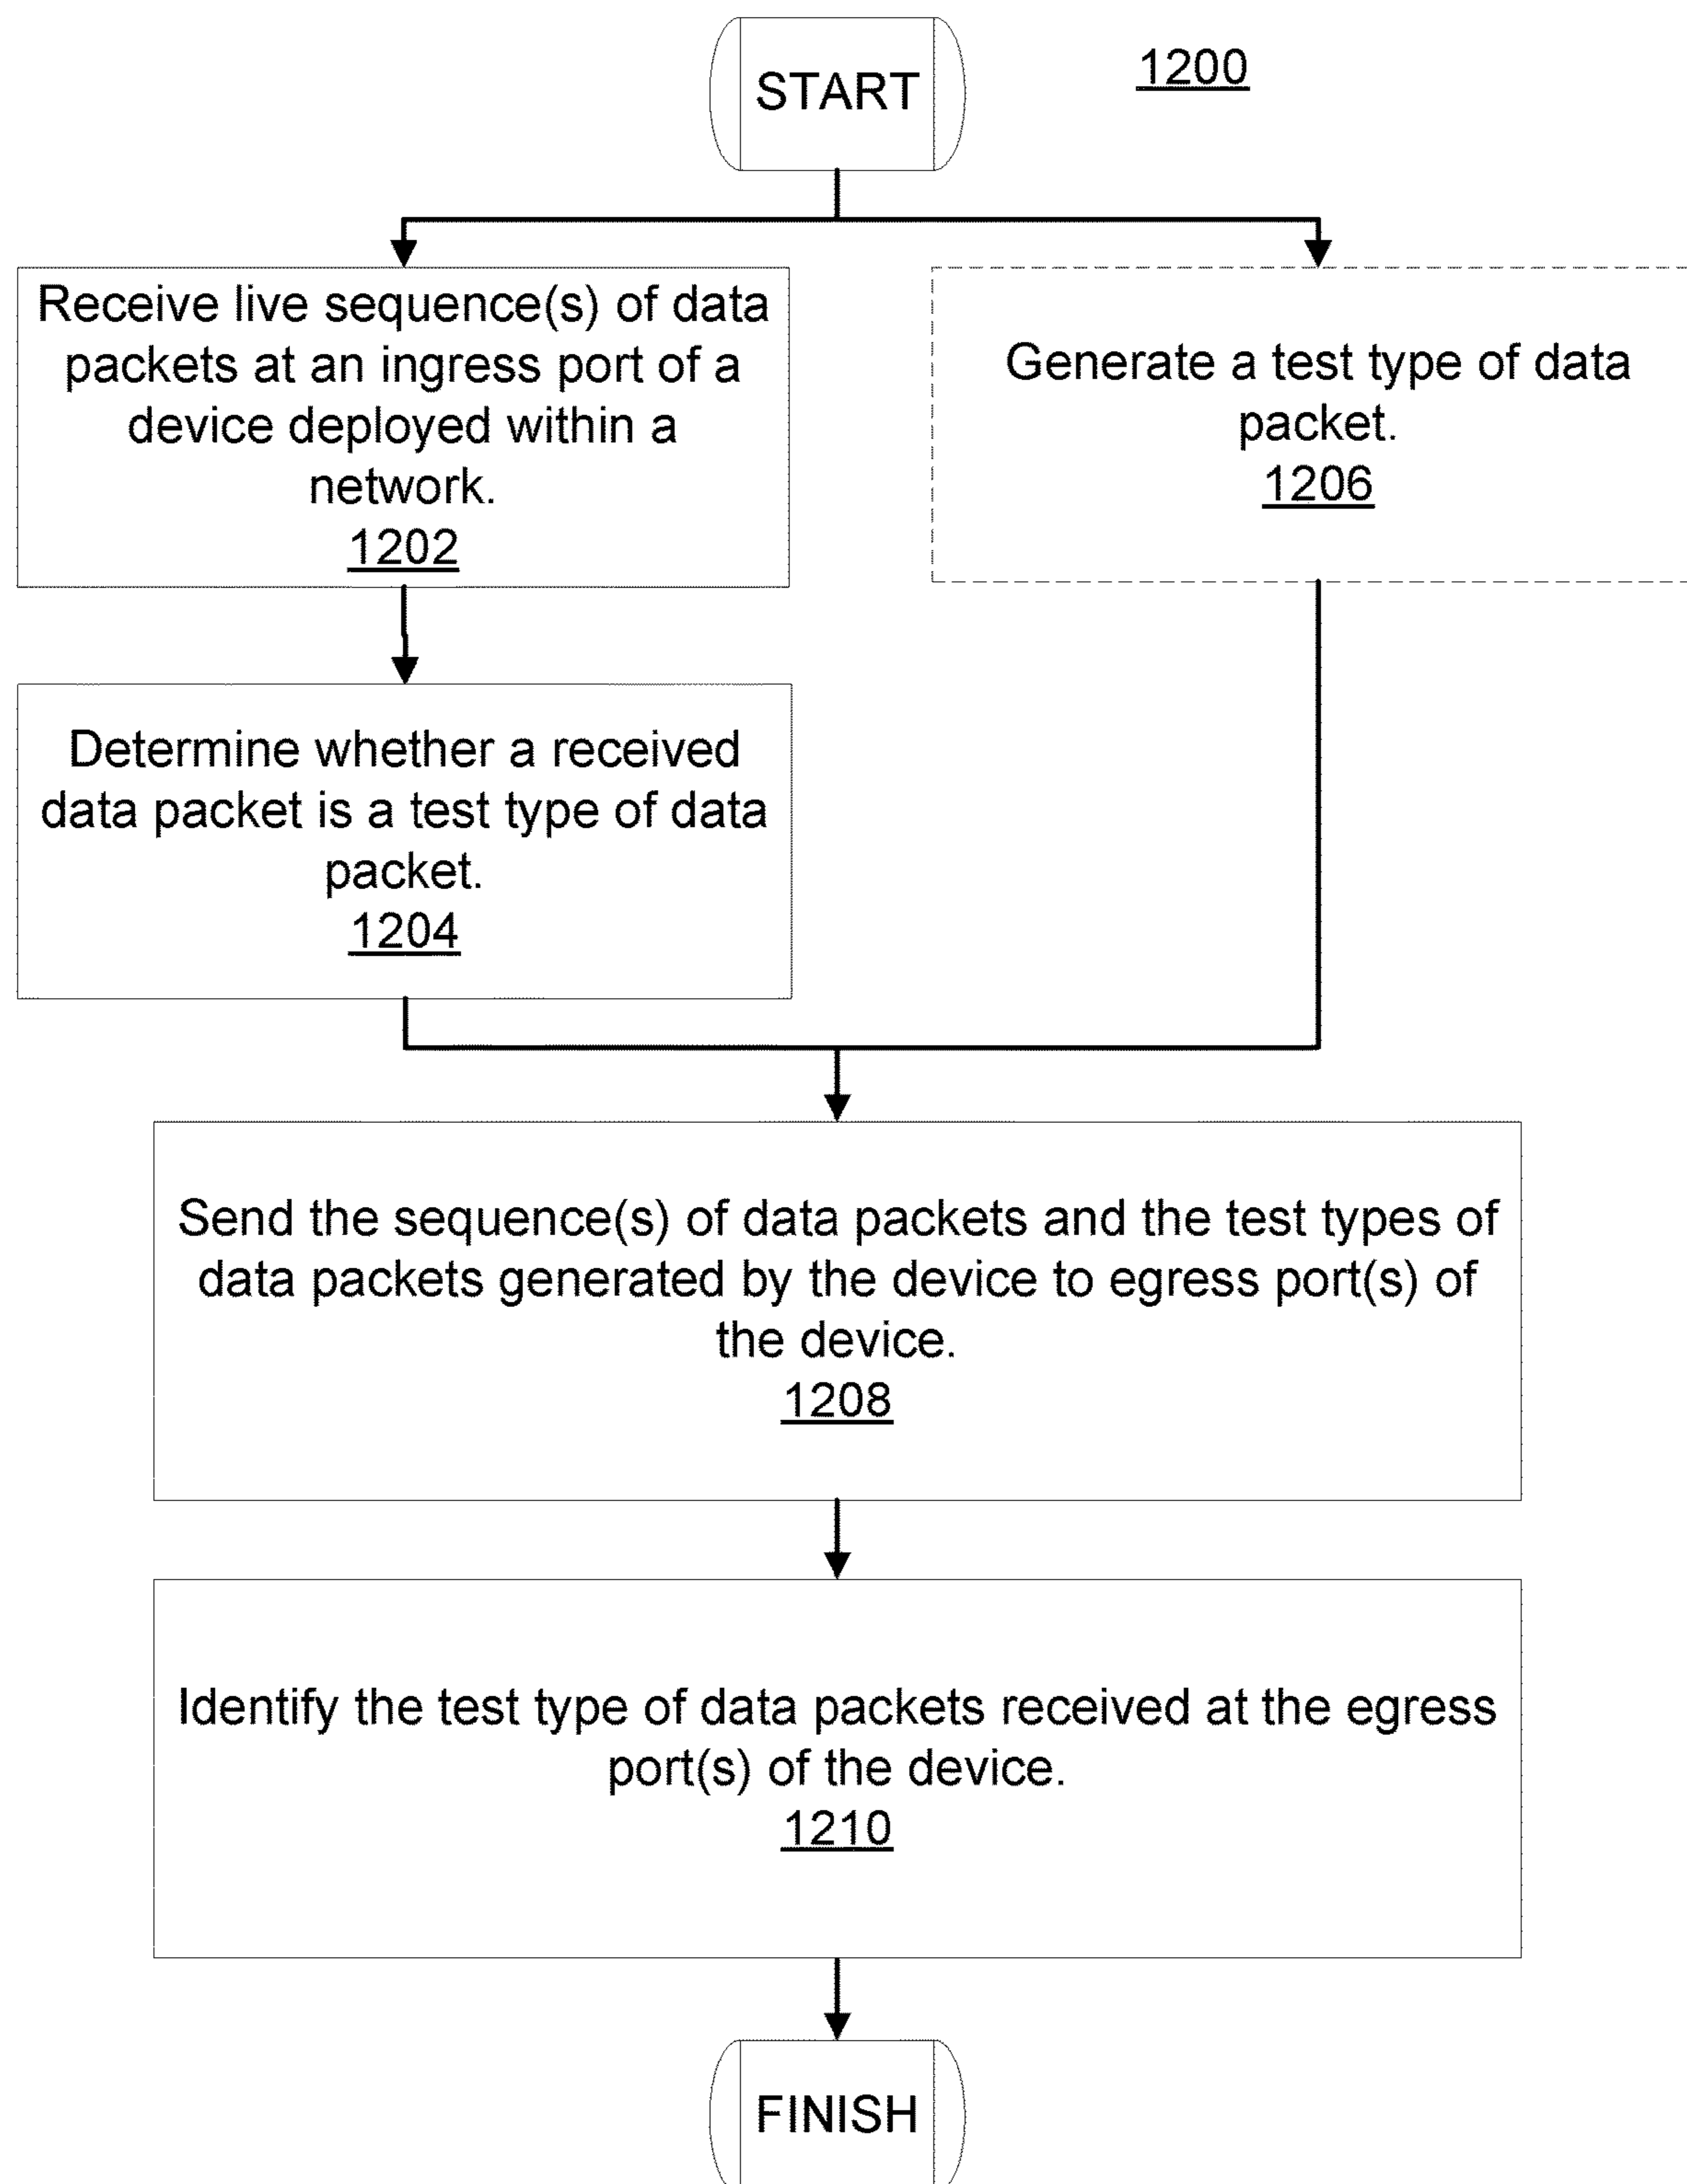 START
1200
Receive live sequence(s) of data
packets at an ingress port of a
device deployed within a
network.
1202
Generate a test type of data
packet.
1206
Determine whether a received
data packet is a test type of data
packet.
1204
Send the sequence(s) of data packets and the test types of
data packets generated by the device to egress port(s) of
the device.
1208
Identify the test type of data packets received at the egress
port(s) of the device.
1210
FINISH